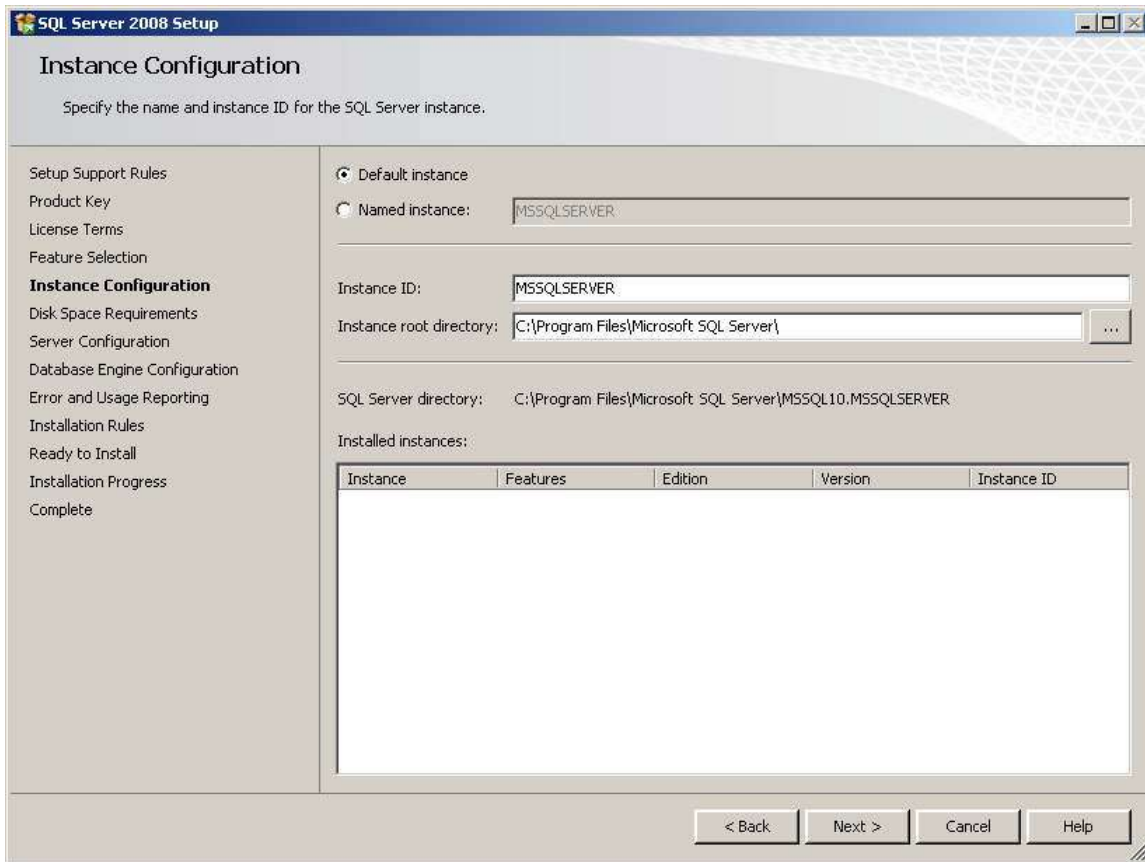 SQL Server 2008 Setup
Instance Configuration
Specify the name and instance ID for the SQL Server instance.
Setup Support Rules
Product Key
License Terms
Feature Selection
Instance Configuration
Disk Space Requirements
Server Configuration
Database Engine Configuration
Error and Usage Reporting
Installation Rules
Ready to Install
Installation Progress
Complete
Default instance
Named instance: MSSQLSERVER
Instance ID: MSSQLSERVER
Instance root directory: C:\Program Files\Microsoft SQL Server\ ...
SQL Server directory: C:\Program Files\Microsoft SQL Server\MSSQL10.MSSQLSERVER
Installed instances:
Instance Features Edition Version Instance ID
< Back Next > Cancel Help